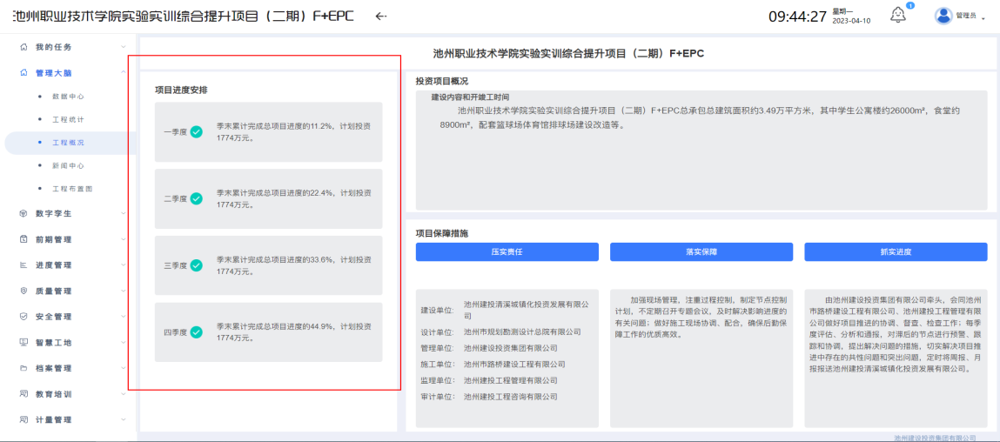 池州职业技术学院实验实训综合提升项目（二期）F+EPC
09:44:27 星期一
2023-04-10
管理员
我的任务
管理大脑
数据中心
工程统计
工程概况
新闻中心
工程布置图
数字孪生
前期管理
进度管理
质量管理
安全管理
智慧工地
档案管理
教育培训
计量管理
池州职业技术学院实验实训综合提升项目（二期）F+EPC
项目进度安排
一季度 季末累计完成总项目进度的11.2%，计划投资
1774万元。
二季度 季末累计完成总项目进度的22.4%，计划投资
1774万元。
三季度 季末累计完成总项目进度的33.6%，计划投资
1774万元。
四季度 季末累计完成总项目进度的44.9%，计划投资
1774万元。
投资项目概况
建设内容和开竣工时间
池州职业技术学院实验实训综合提升项目（二期）F+EPC总承包总建筑面积约3.49万平方米，其中学生公寓楼约26000m²，食堂约
8900m²，配套篮球场体育馆排球场建设改造等。
项目保障措施
压实责任
建设单位: 池州建投清溪城镇化投资发展有限公
司
设计单位: 池州市规划勘测设计总院有限公司
管理单位: 池州建设投资集团有限公司
施工单位: 池州市路桥建设工程有限公司
监理单位: 池州建投工程管理有限公司
审计单位: 池州建投工程咨询有限公司
落实保障
加强现场管理，注重过程控制，制定节点控制
计划，不定期召开专题会议，及时解决影响进度的
有关问题；做好施工现场协调、配合，确保后勤保
障工作的优质高效。
抓实进度
由池州建设投资集团有限公司牵头，会同池州
市路桥建设工程有限公司、池州建投工程管理有限
公司做好项目推进的协调、督查、检查工作；每季
度评估、分析和通报，对滞后的节点进行预警、跟
踪和协调，提出解决问题的措施，切实解决项目推
进中存在的共性问题和突出问题，定时将周报、月
报报送池州建投清溪城镇化投资发展有限公司。
池州建设投资集团有限公司